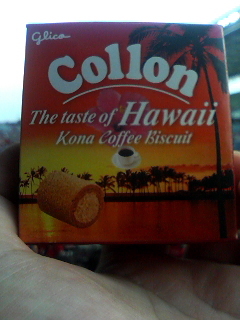 Glico
Collon
The taste of Hawaii
Kona Coffee Biscuit